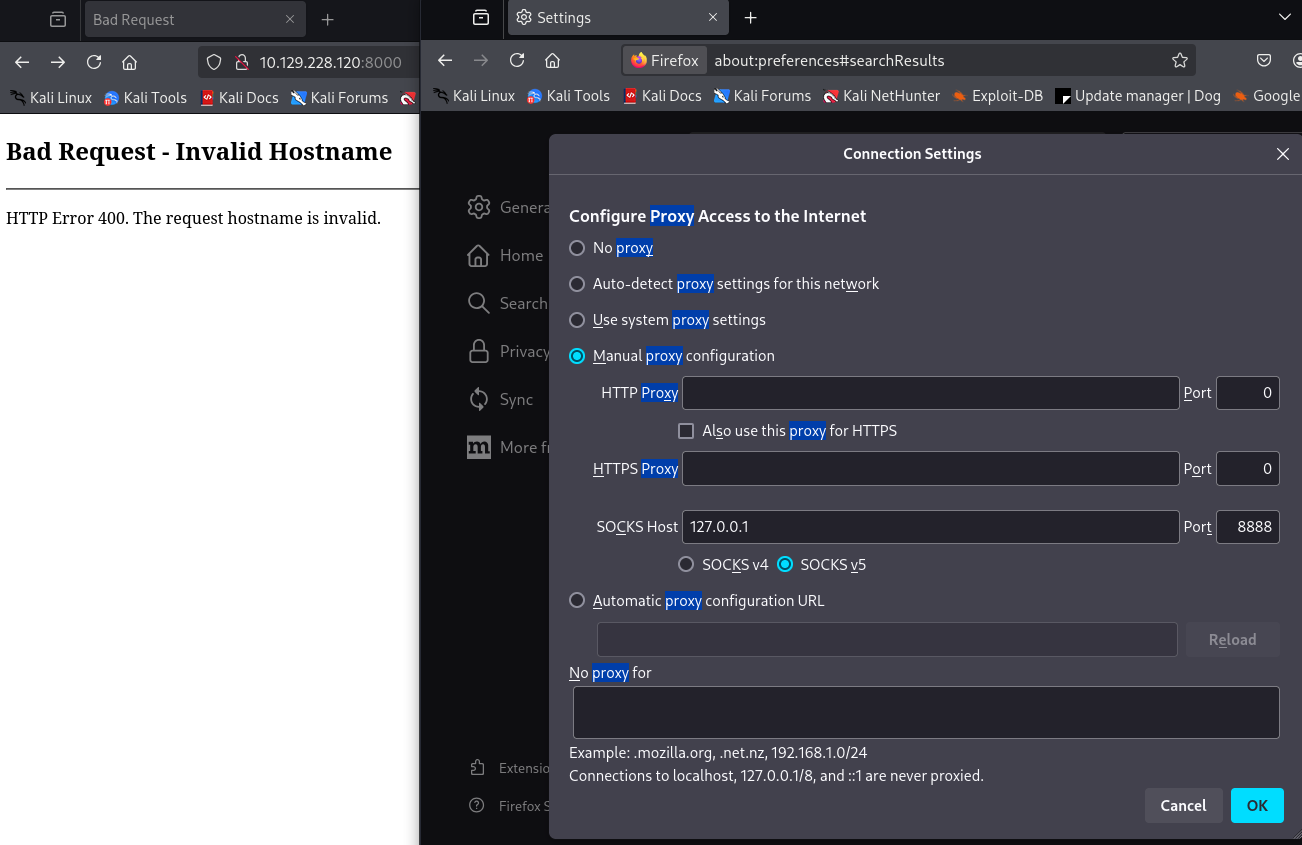 Bad Request
10.129.228.120:8000
Kali Linux
Kali Tools
Kali Docs
Kali Forums
Bad Request - Invalid Hostname
HTTP Error 400. The request hostname is invalid.
Settings
Firefox
about:preferences#searchResults
Kali Linux
Kali Tools
Kali Docs
Kali Forums
Kali NetHunter
Exploit-DB
Update manager | Dog
Google
Genera
Home
Search
Privacy
Sync
m
More fr
Extensio
Firefox S
Connection Settings
Configure Proxy Access to the Internet
No proxy
Auto-detect proxy settings for this network
Use system proxy settings
Manual proxy configuration
HTTP Proxy
Port
0
Also use this proxy for HTTPS
HTTPS Proxy
Port
0
SOCKS Host
127.0.0.1
Port
8888
SOCKS v4
SOCKS v5
Automatic proxy configuration URL
Reload
No proxy for
Example: .mozilla.org, .net.nz, 192.168.1.0/24
Connections to localhost, 127.0.0.1/8, and ::1 are never proxied.
Cancel
OK